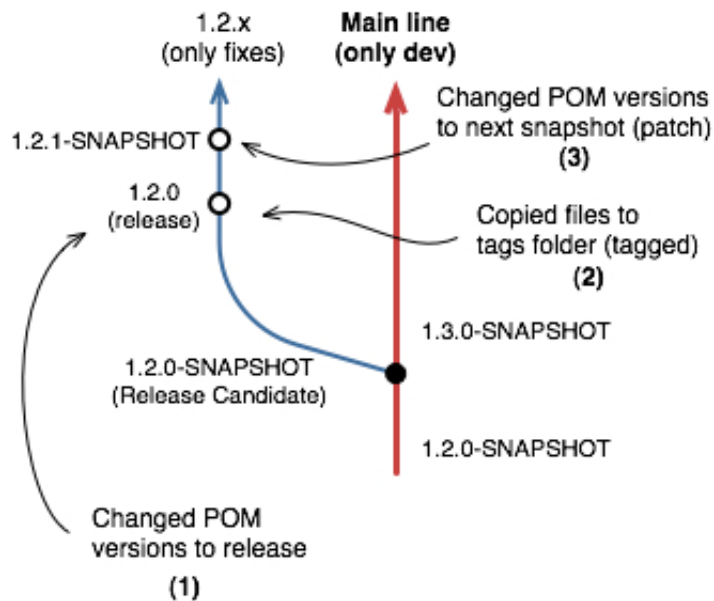 1.2.x
(only fixes)
Main line
(only dev)
Changed POM versions
to next snapshot (patch)
(3)
1.2.1-SNAPSHOT
1.2.0
(release)
Copied files to
tags folder (tagged)
(2)
1.3.0-SNAPSHOT
1.2.0-SNAPSHOT
(Release Candidate)
1.2.0-SNAPSHOT
Changed POM
versions to release
(1)